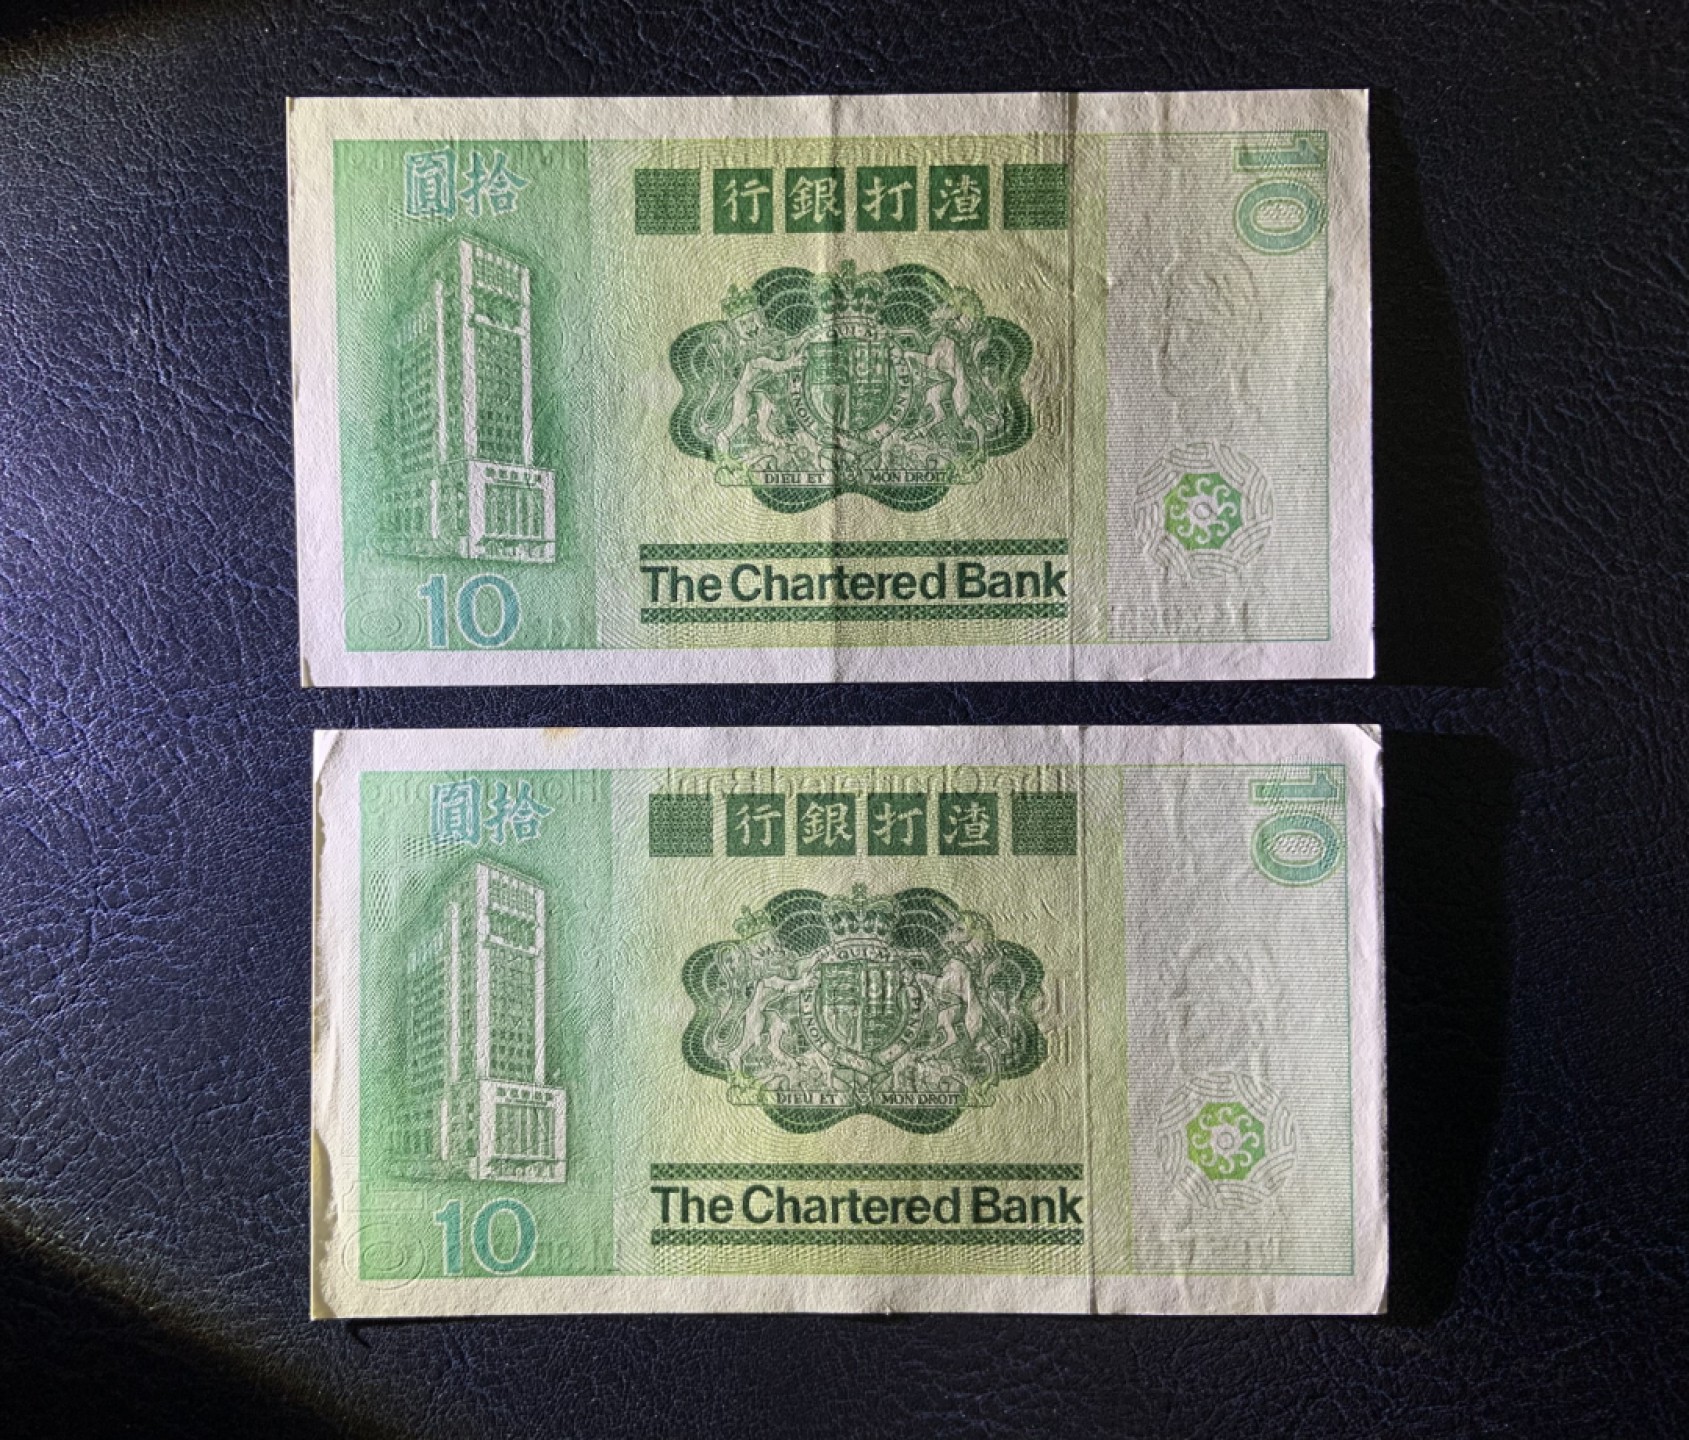 拾圓
渣打銀行
10
DIEU ET MON DROIT
The Chartered Bank
10
拾圓
渣打銀行
10
DIEU ET MON DROIT
The Chartered Bank
10